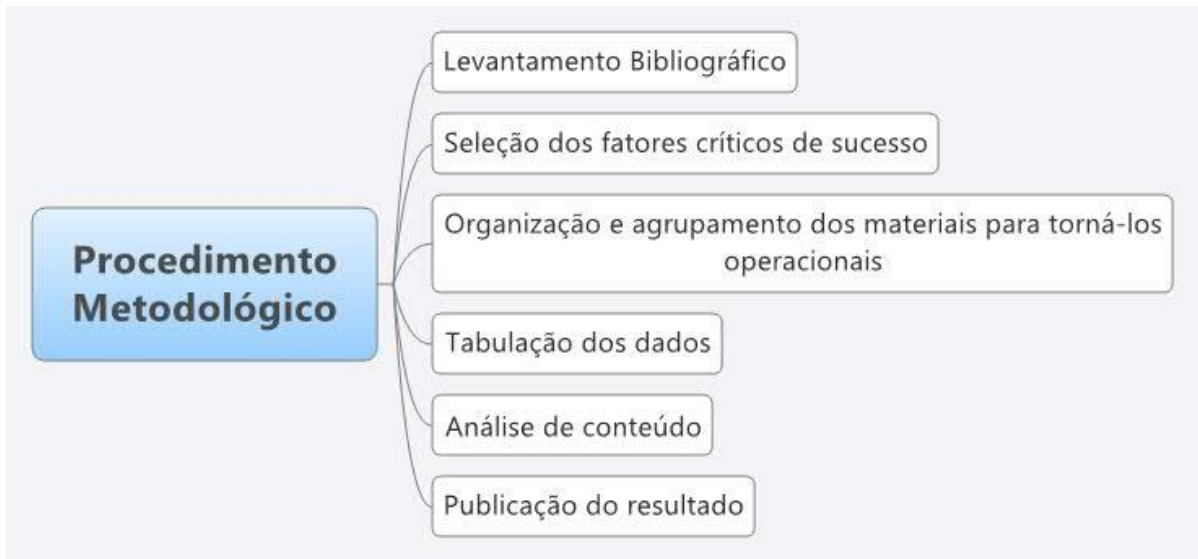 Procedimento
Metodológico
Levantamento Bibliográfico
Seleção dos fatores críticos de sucesso
Organização e agrupamento dos materiais para torná-los
operacionais
Tabulação dos dados
Análise de conteúdo
Publicação do resultado